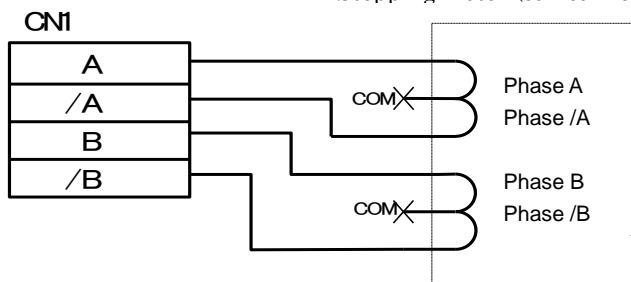 CN1
A
/A
B
/B
COM
Phase A
Phase /A
COM
Phase B
Phase /B